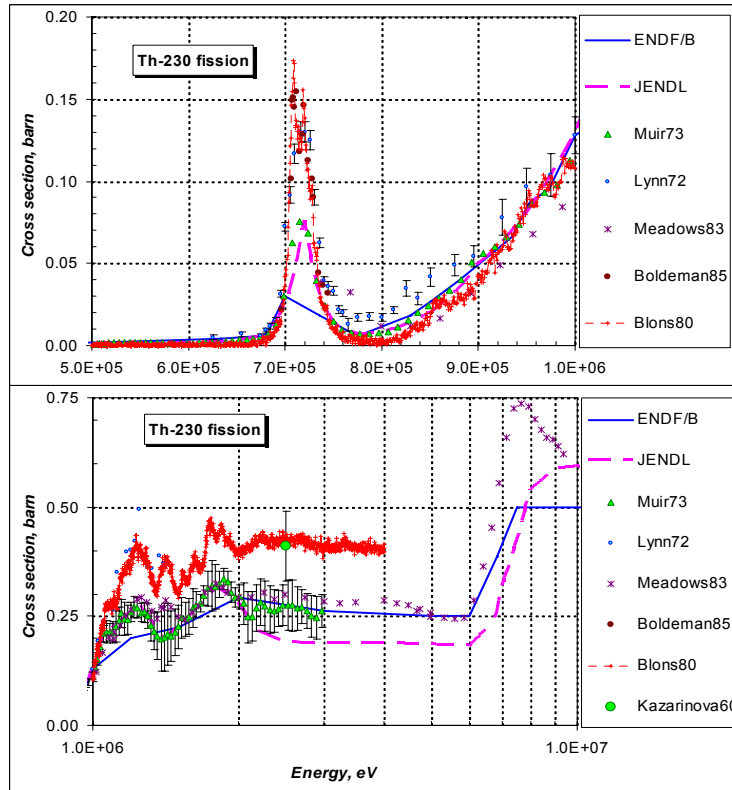 0.20
Th-230 fission
0.15
0.10
0.05
0.00
Cross section, barn
5.0E+05 6.0E+05 7.0E+05 8.0E+05 9.0E+05 1.0E+06
ENDF/B
JENDL
Muir73
Lynn72
Meadows83
Boldeman85
Blons80
0.75
Th-230 fission
0.50
0.25
0.00
Cross section, barn
1.0E+06 1.0E+07
Energy, eV
ENDF/B
JENDL
Muir73
Lynn72
Meadows83
Boldeman85
Blons80
Kazarinova60